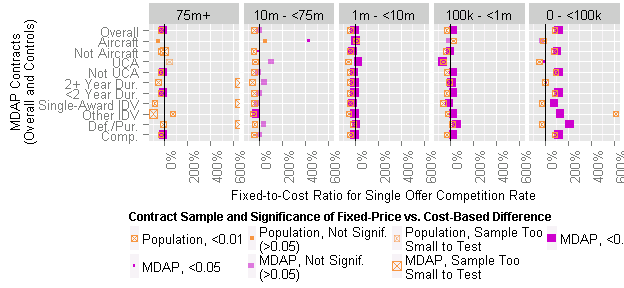 75m+ 10m - <75m 1m - <10m 100k - <1m 0 - <100k
MDAP Contracts
(Overall and Controls)
Overall
Aircraft
Not Aircraft
UCA
Not UCA
2+ Year Dur.
<2 Year Dur.
Single-Award IDV
Other IDV
Def./Pur.
Comp.
0% 200% 400% 600% 0% 200% 400% 600% 0% 200% 400% 600% 0% 200% 400% 600% 0% 200% 400% 600%
Fixed-to-Cost Ratio for Single Offer Competition Rate
Contract Sample and Significance of Fixed-Price vs. Cost-Based Difference
Population, <0.01
Population, Not Signif.
(>0.05)
Population, Sample Too
Small to Test
MDAP, <0.
MDAP, <0.05
MDAP, Not Signif.
(>0.05)
MDAP, Sample Too
Small to Test